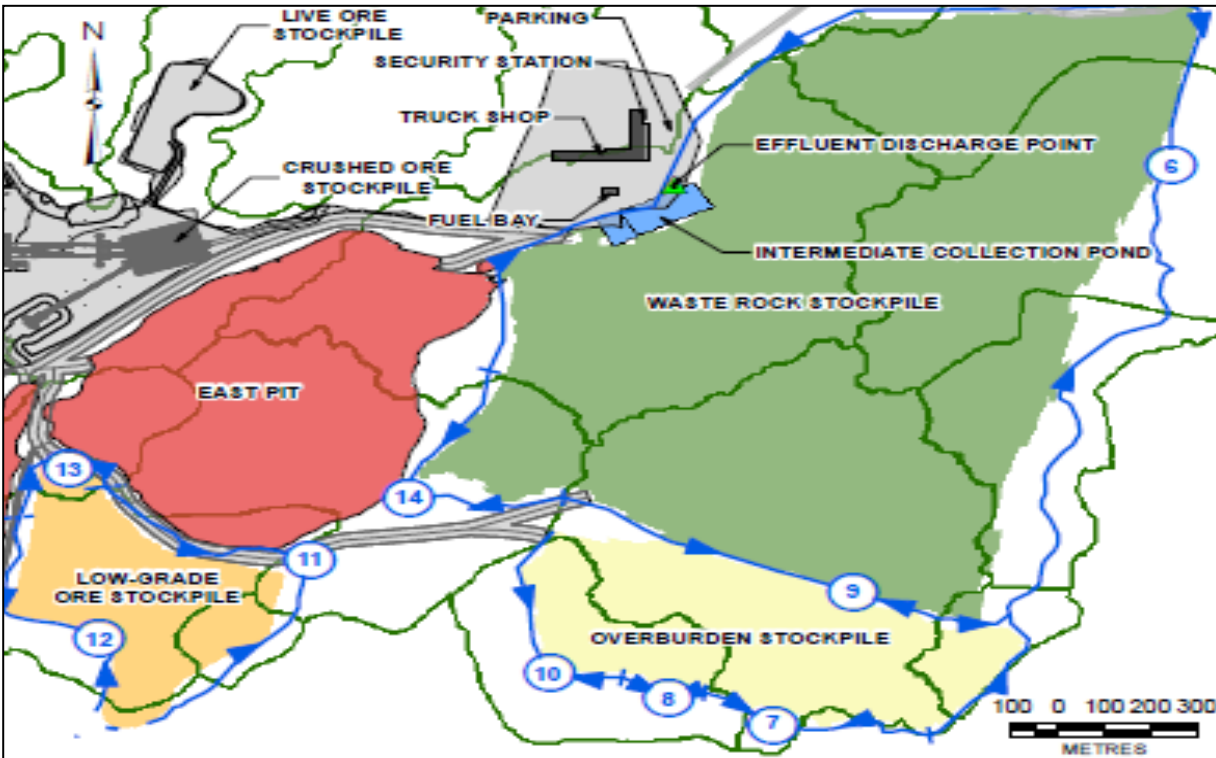 LIVE ORE
STOCKPILE
PARKING
N
SECURITY STATION
TRUCK SHOP
EFFLUENT DISCHARGE POINT
CRUSHED ORE
STOCKPILE
6
FUEL BAY
INTERMEDIATE COLLECTION POND
WASTE ROCK STOCKPILE
EAST PIT
13
14
11
LOW-GRADE
ORE STOCKPILE
9
12
OVERBURDEN STOCKPILE
10
8
7
100 0 100 200 300
METRES